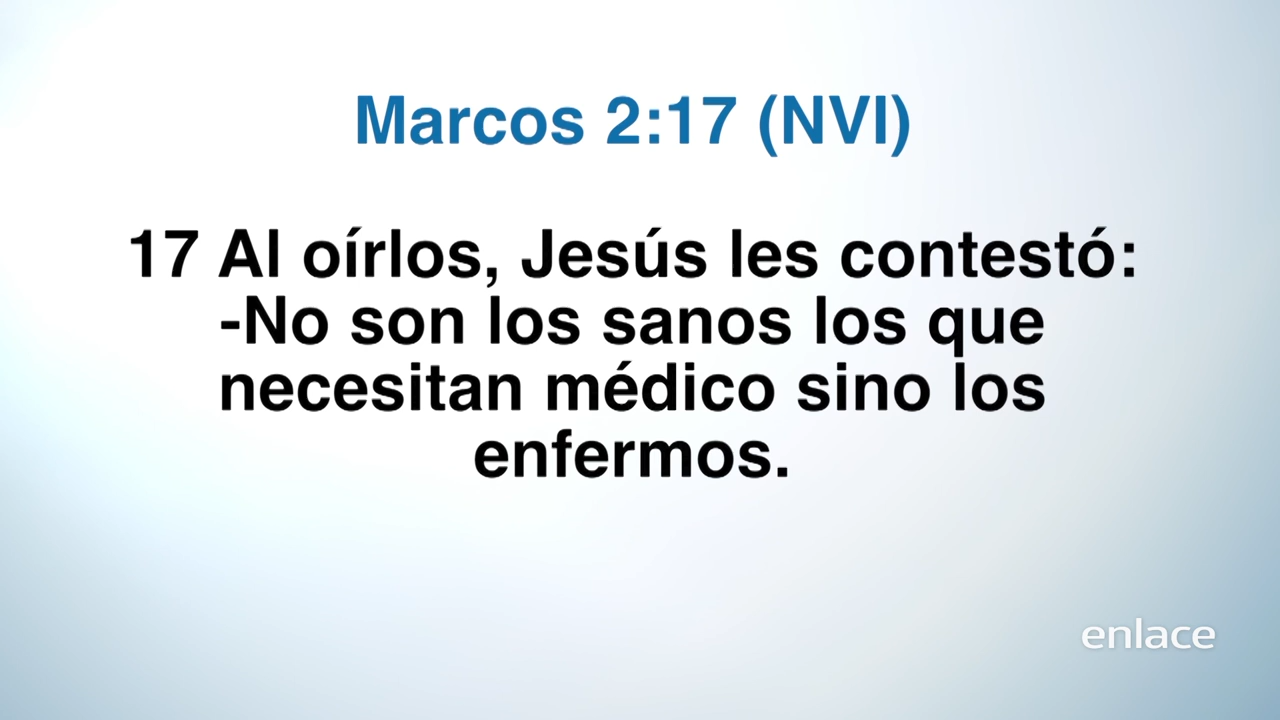 Marcos 2:17 (NVI)
17 Al oírlos, Jesús les contestó:
-No son los sanos los que
necesitan médico sino los
enfermos.
enlace